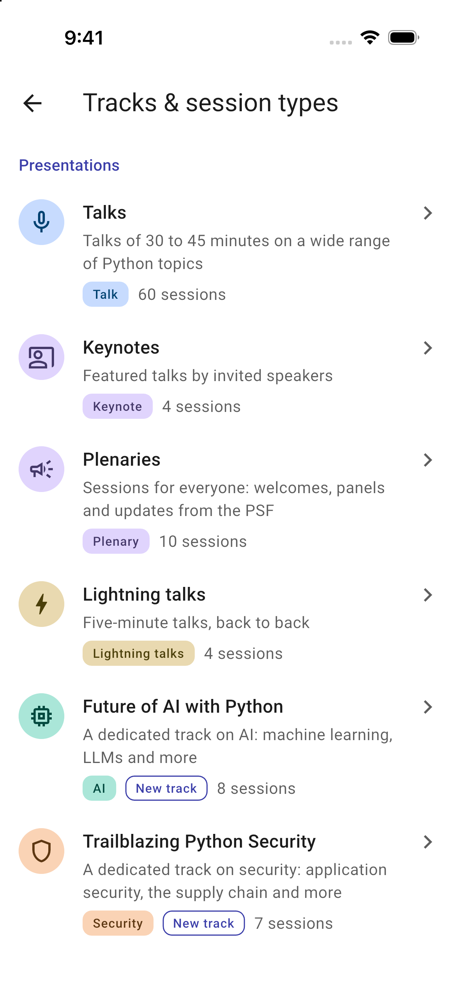 9:41
Tracks & session types
Presentations
Talks
Talks of 30 to 45 minutes on a wide range
of Python topics
Talk 60 sessions
Keynotes
Featured talks by invited speakers
Keynote 4 sessions
Plenaries
Sessions for everyone: welcomes, panels
and updates from the PSF
Plenary 10 sessions
Lightning talks
Five-minute talks, back to back
Lightning talks 4 sessions
Future of AI with Python
A dedicated track on AI: machine learning,
LLMs and more
AI New track 8 sessions
Trailblazing Python Security
A dedicated track on security: application
security, the supply chain and more
Security New track 7 sessions